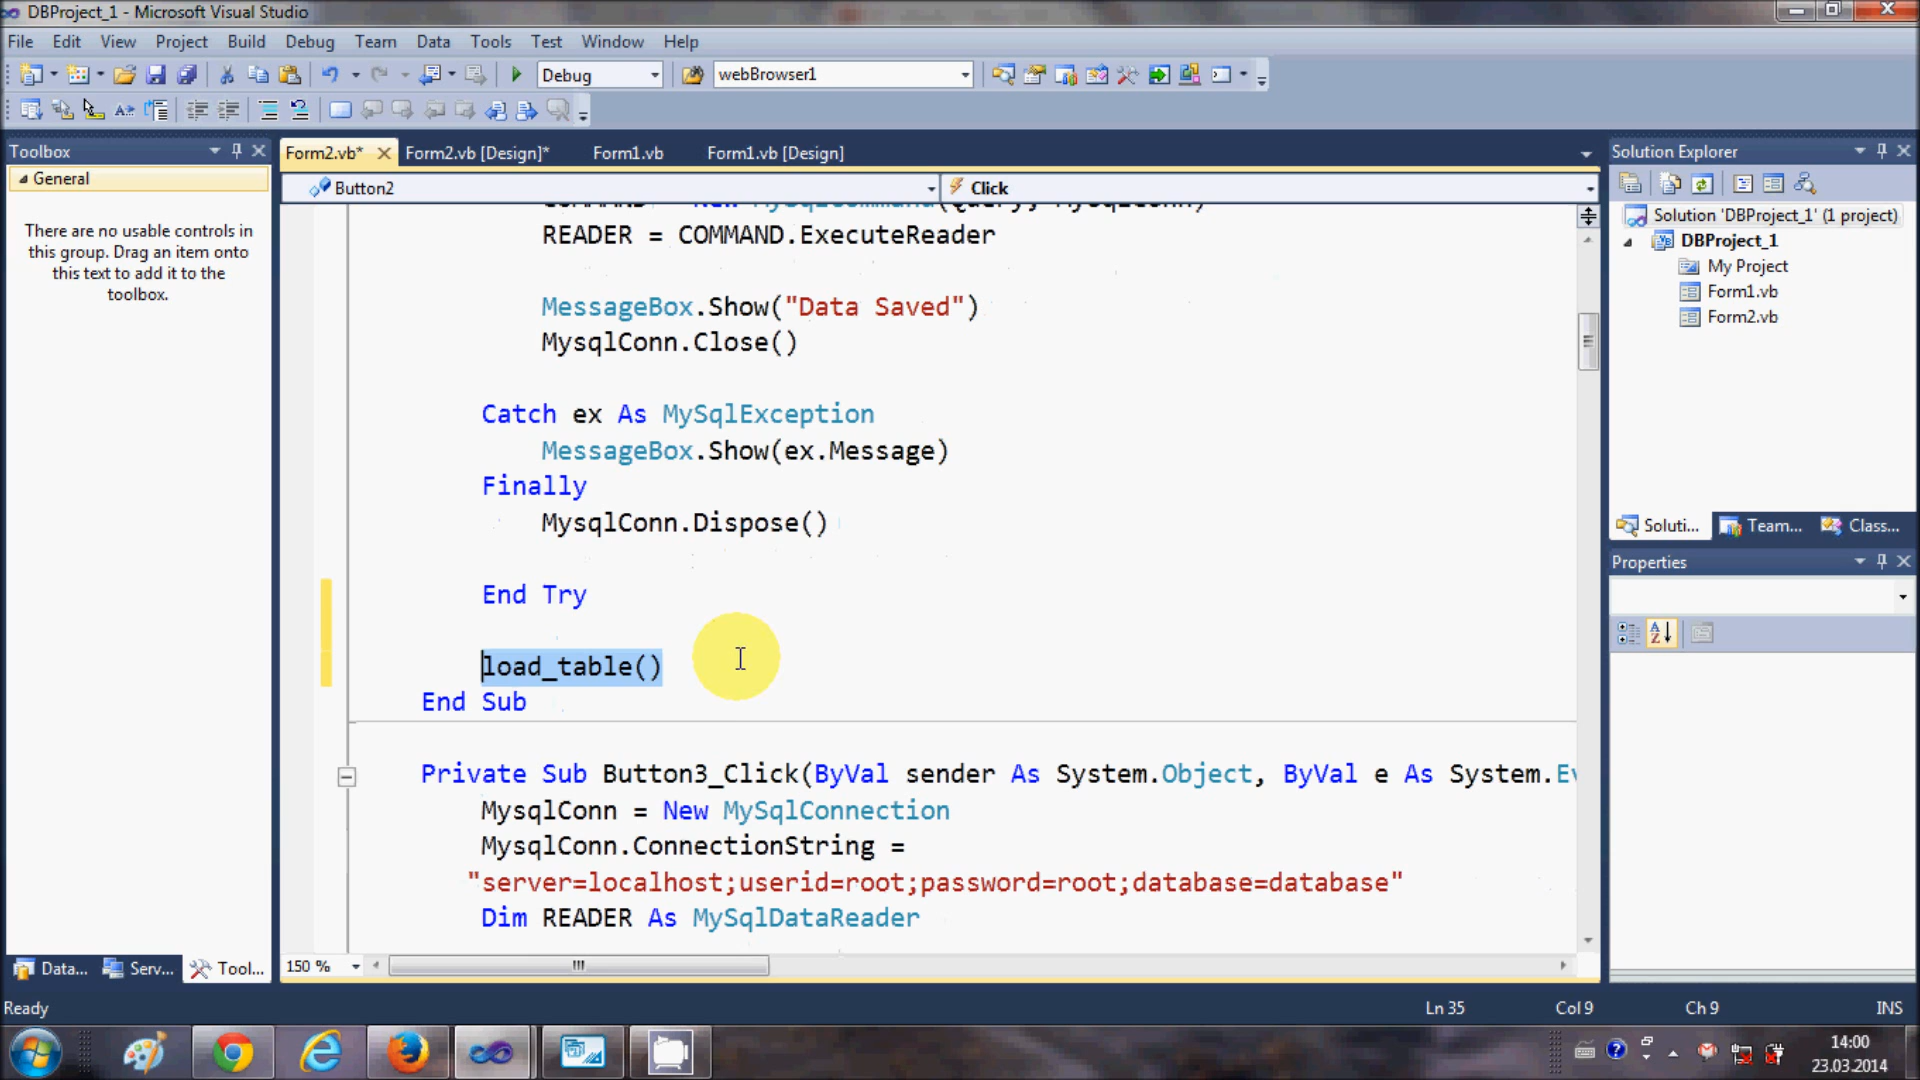 DBProject_1 - Microsoft Visual Studio
File Edit View Project Build Debug Team Data Tools Test Window Help
Debug webBrowser1
Toolbox
General
There are no usable controls in
this group. Drag an item onto
this text to add it to the
toolbox.
Data... Serv... Tool...
Form2.vb* Form2.vb [Design]* Form1.vb Form1.vb [Design]
Button2 Click
COMMAND = New MySqlCommand(Query, MysqlConn)
READER = COMMAND.ExecuteReader
MessageBox.Show("Data Saved")
MysqlConn.Close()
Catch ex As MySqlException
MessageBox.Show(ex.Message)
Finally
MysqlConn.Dispose()
End Try
load_table()
End Sub
Private Sub Button3_Click(ByVal sender As System.Object, ByVal e As System.Ev
MysqlConn = New MySqlConnection
MysqlConn.ConnectionString =
"server=localhost;userid=root;password=root;database=database"
Dim READER As MySqlDataReader
150 %
Solution Explorer
Solution 'DBProject_1' (1 project)
DBProject_1
My Project
Form1.vb
Form2.vb
Soluti... Team... Class...
Properties
Ready Ln 35 Col 9 Ch 9 INS
14:00
23.03.2014